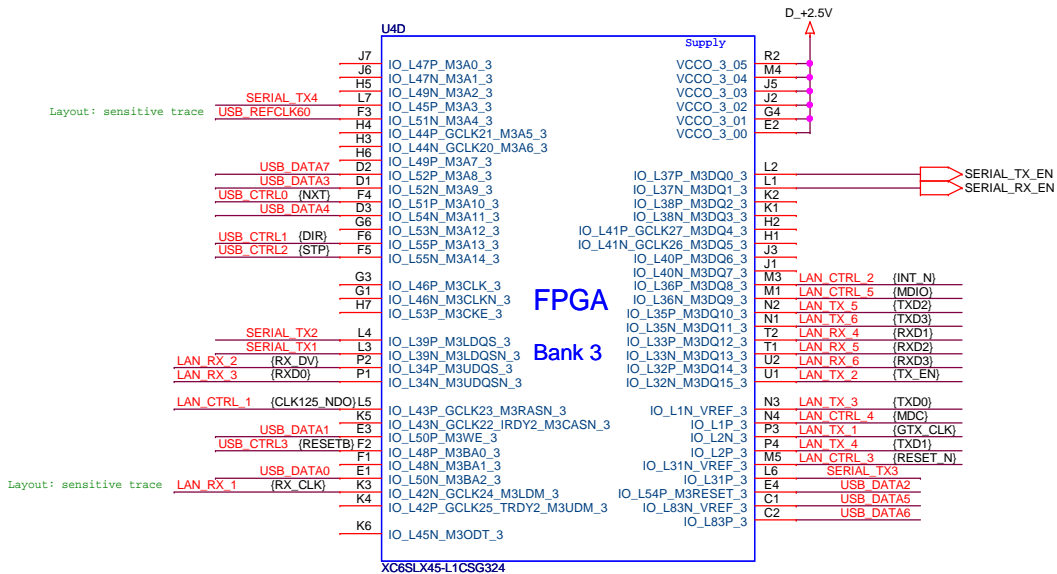 D_+2.5V
U4D
Supply
J7 IO_L47P_M3A0_3 VCCO_3_05 R2
J6 IO_L47N_M3A1_3 VCCO_3_04 M4
H5 IO_L49N_M3A2_3 VCCO_3_03 J5
SERIAL_TX4 L7 IO_L45P_M3A3_3 VCCO_3_02 J2
Layout: sensitive trace USB_REFCLK60 F3 IO_L51N_M3A4_3 VCCO_3_01 G4
H4 IO_L44P_GCLK21_M3A5_3 VCCO_3_00 E2
H3 IO_L44N_GCLK20_M3A6_3
H6 IO_L49P_M3A7_3
USB_DATA7 D2 IO_L52P_M3A8_3 IO_L37P_M3DQ0_3 L2 SERIAL_TX_EN
USB_DATA3 D1 IO_L52N_M3A9_3 IO_L37N_M3DQ1_3 L1 SERIAL_RX_EN
USB_CTRL0 {NXT} F4 IO_L51P_M3A10_3 IO_L38P_M3DQ2_3 K2
USB_DATA4 D3 IO_L54N_M3A11_3 IO_L38N_M3DQ3_3 K1
G6 IO_L53N_M3A12_3 IO_L41P_GCLK27_M3DQ4_3 H2
USB_CTRL1 {DIR} F6 IO_L55P_M3A13_3 IO_L41N_GCLK26_M3DQ5_3 H1
USB_CTRL2 {STP} F5 IO_L55N_M3A14_3 IO_L40P_M3DQ6_3 J3
IO_L40N_M3DQ7_3 J1
G3 IO_L46P_M3CLK_3 IO_L36P_M3DQ8_3 M3 LAN_CTRL_2 {INT_N}
G1 IO_L46N_M3CLKN_3 IO_L36N_M3DQ9_3 M1 LAN_CTRL_5 {MDIO}
H7 IO_L53P_M3CKE_3 IO_L35P_M3DQ10_3 N2 LAN_TX_5 {TXD2}
FPGA
IO_L35N_M3DQ11_3 N1 LAN_TX_6 {TXD3}
SERIAL_TX2 L4 IO_L39P_M3LDQS_3 IO_L33P_M3DQ12_3 T2 LAN_RX_4 {RXD1}
SERIAL_TX1 L3 IO_L39N_M3LDQSN_3 IO_L33N_M3DQ13_3 T1 LAN_RX_5 {RXD2}
Bank 3
LAN_RX_2 {RX_DV} P2 IO_L34P_M3UDQS_3 IO_L32P_M3DQ14_3 U2 LAN_RX_6 {RXD3}
LAN_RX_3 {RXD0} P1 IO_L34N_M3UDQSN_3 IO_L32N_M3DQ15_3 U1 LAN_TX_2 {TX_EN}
LAN_CTRL_1 {CLK125_NDO} L5 IO_L43P_GCLK23_M3RASN_3 IO_L1N_VREF_3 N3 LAN_TX_3 {TXD0}
K5 IO_L43N_GCLK22_IRDY2_M3CASN_3 IO_L1P_3 N4 LAN_CTRL_4 {MDC}
USB_DATA1 E3 IO_L50P_M3WE_3 IO_L2N_3 P3 LAN_TX_1 {GTX_CLK}
USB_CTRL3 {RESETB} F2 IO_L48P_M3BA0_3 IO_L2P_3 P4 LAN_TX_4 {TXD1}
F1 IO_L48N_M3BA1_3 IO_L31N_VREF_3 M5 LAN_CTRL_3 {RESET_N}
USB_DATA0 E1 IO_L50N_M3BA2_3 IO_L31P_3 L6 SERIAL_TX3
Layout: sensitive trace LAN_RX_1 {RX_CLK} K3 IO_L42N_GCLK24_M3LDM_3 IO_L54P_M3RESET_3 E4 USB_DATA2
K4 IO_L42P_GCLK25_TRDY2_M3UDM_3 IO_L83N_VREF_3 C1 USB_DATA5
IO_L83P_3 C2 USB_DATA6
K6 IO_L45N_M3ODT_3
XC6SLX45-L1CSG324